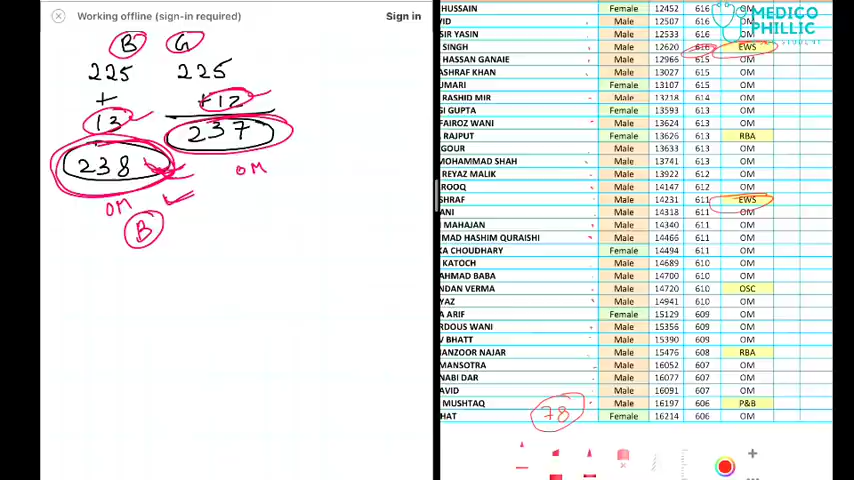 Working offline (sign-in required) Sign in
MEDICO
PHILLIC
B G
225 225
+ +12
13 237
238 OM
OM
B
HUSSAIN Female 12452 616 OM
VID Male 12507 616 OM
SIR YASIN Male 12533 616 OM
SINGH Male 12620 616 EWS
HASSAN GANAIE Male 12966 615 OM
ASHRAF KHAN Male 13027 615 OM
UMARI Female 13107 615 OM
RASHID MIR Male 13218 614 OM
GI GUPTA Female 13593 613 OM
FAIROZ WANI Male 13624 613 OM
RAJPUT Female 13626 613 RBA
GOUR Male 13633 613 OM
MOHAMMAD SHAH Male 13741 613 OM
REYAZ MALIK Male 13922 612 OM
ROOQ Male 14147 612 OM
SHRAF Male 14231 611 EWS
ANI Male 14318 611 OM
MAHAJAN Male 14340 611 OM
MAD HASHIM QURAISHI Male 14466 611 OM
KA CHOUDHARY Female 14494 611 OM
KATOCH Male 14689 610 OM
AHMAD BABA Male 14700 610 OM
NDAN VERMA Male 14720 610 OSC
YAZ Male 14941 610 OM
A ARIF Female 15129 609 OM
RDOUS WANI Male 15356 609 OM
V BHATT Male 15390 609 OM
MANZOOR NAJAR Male 15476 608 RBA
MANSOTRA Male 16052 607 OM
NABI DAR Male 16077 607 OM
AVID Male 16091 607 OM
MUSHTAQ Male 16197 606 P&B
HAT Female 16214 606 OM
78